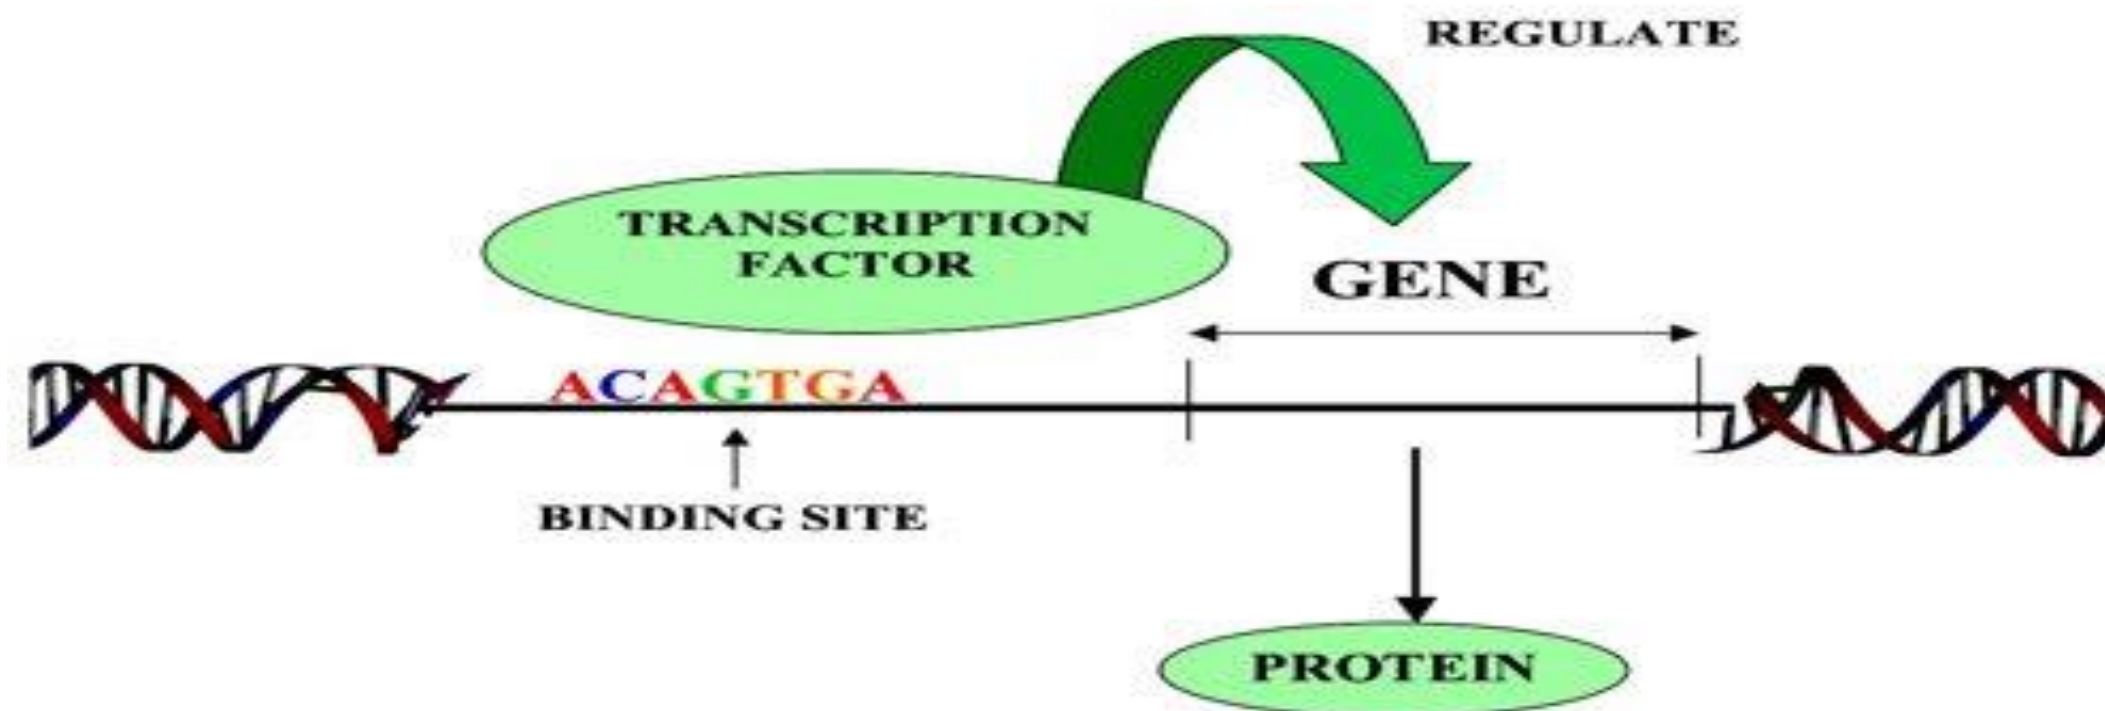 REGULATE
TRANSCRIPTION
FACTOR
GENE
ACAGTGA
BINDING SITE
PROTEIN